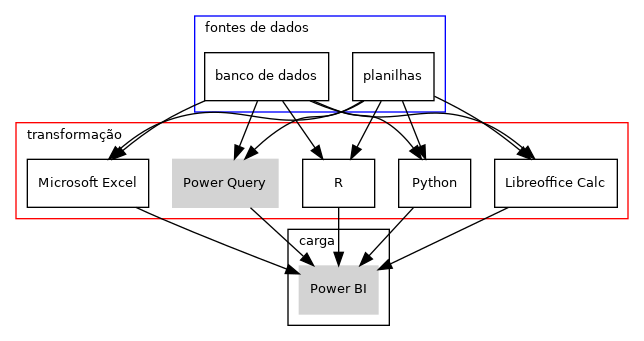 fontes de dados
banco de dados
planilhas
transformação
Microsoft Excel
Power Query
R
Python
Libreoffice Calc
carga
Power BI